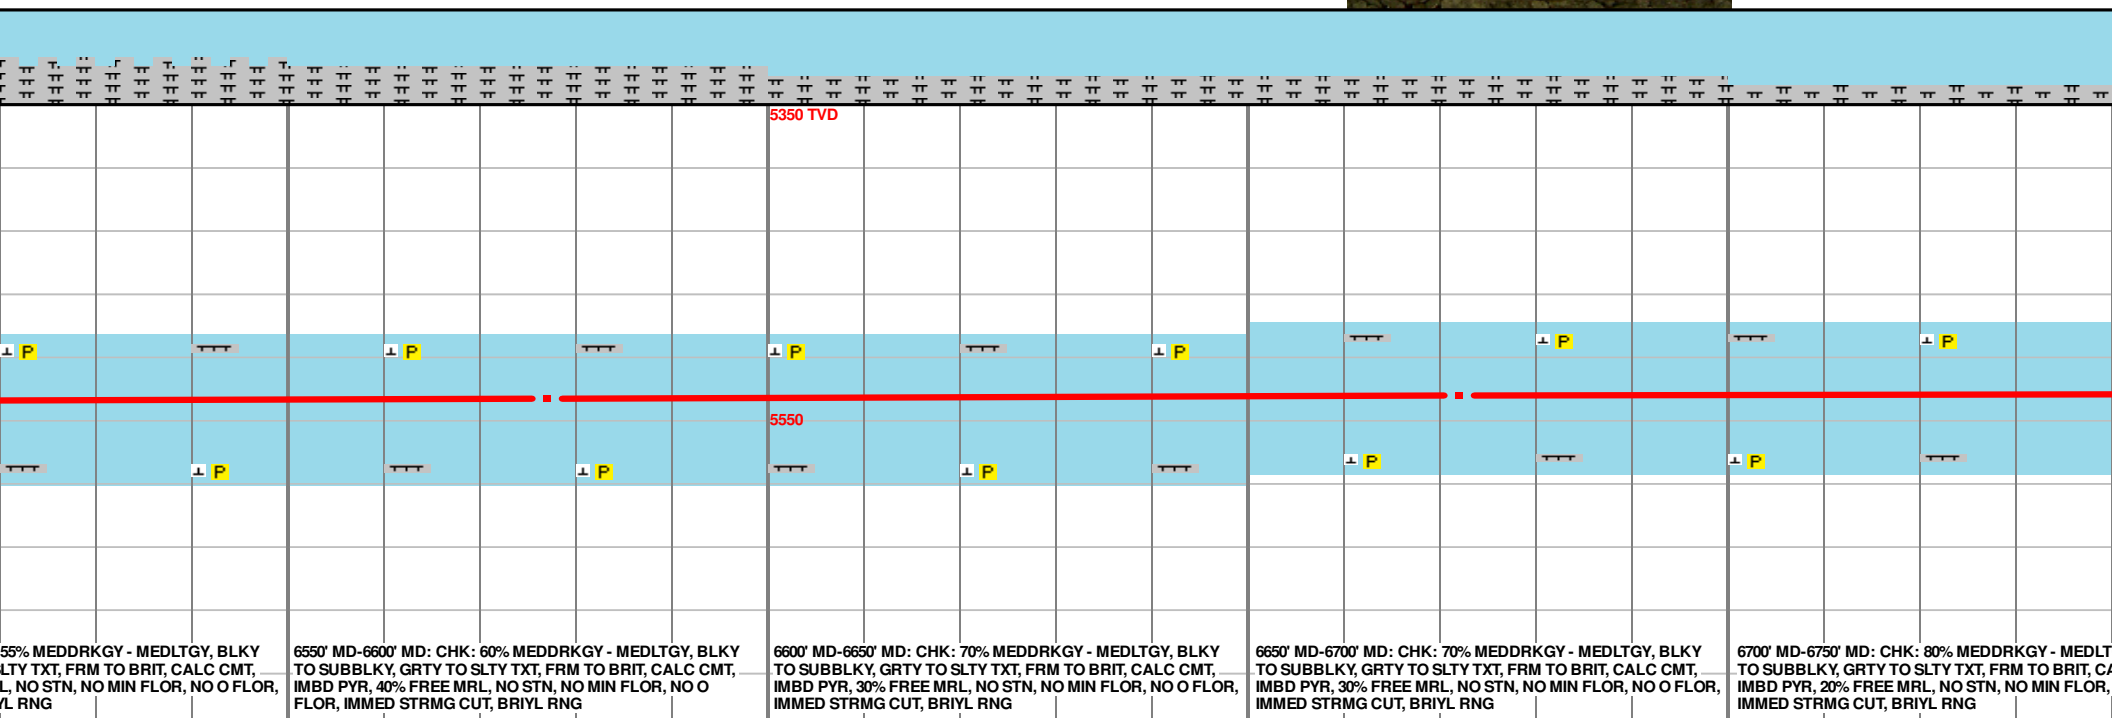 5350 TVD
P
P
P
P
P
P
5550
P
P
P
P
P
55% MEDDRKGY - MEDLTGY, BLKY
LTY TXT, FRM TO BRIT, CALC CMT,
L, NO STN, NO MIN FLOR, NO O FLOR,
YL RNG
6550' MD-6600' MD: CHK: 60% MEDDRKGY - MEDLTGY, BLKY
TO SUBBLKY, GRTY TO SLTY TXT, FRM TO BRIT, CALC CMT,
IMBD PYR, 40% FREE MRL, NO STN, NO MIN FLOR, NO O
FLOR, IMMED STRMG CUT, BRIYL RNG
6600' MD-6650' MD: CHK: 70% MEDDRKGY - MEDLTGY, BLKY
TO SUBBLKY, GRTY TO SLTY TXT, FRM TO BRIT, CALC CMT,
IMBD PYR, 30% FREE MRL, NO STN, NO MIN FLOR, NO O FLOR,
IMMED STRMG CUT, BRIYL RNG
6650' MD-6700' MD: CHK: 70% MEDDRKGY - MEDLTGY, BLKY
TO SUBBLKY, GRTY TO SLTY TXT, FRM TO BRIT, CALC CMT,
IMBD PYR, 30% FREE MRL, NO STN, NO MIN FLOR, NO O FLOR,
IMMED STRMG CUT, BRIYL RNG
6700' MD-6750' MD: CHK: 80% MEDDRKGY - MEDLT
TO SUBBLKY, GRTY TO SLTY TXT, FRM TO BRIT, CA
IMBD PYR, 20% FREE MRL, NO STN, NO MIN FLOR,
IMMED STRMG CUT, BRIYL RNG